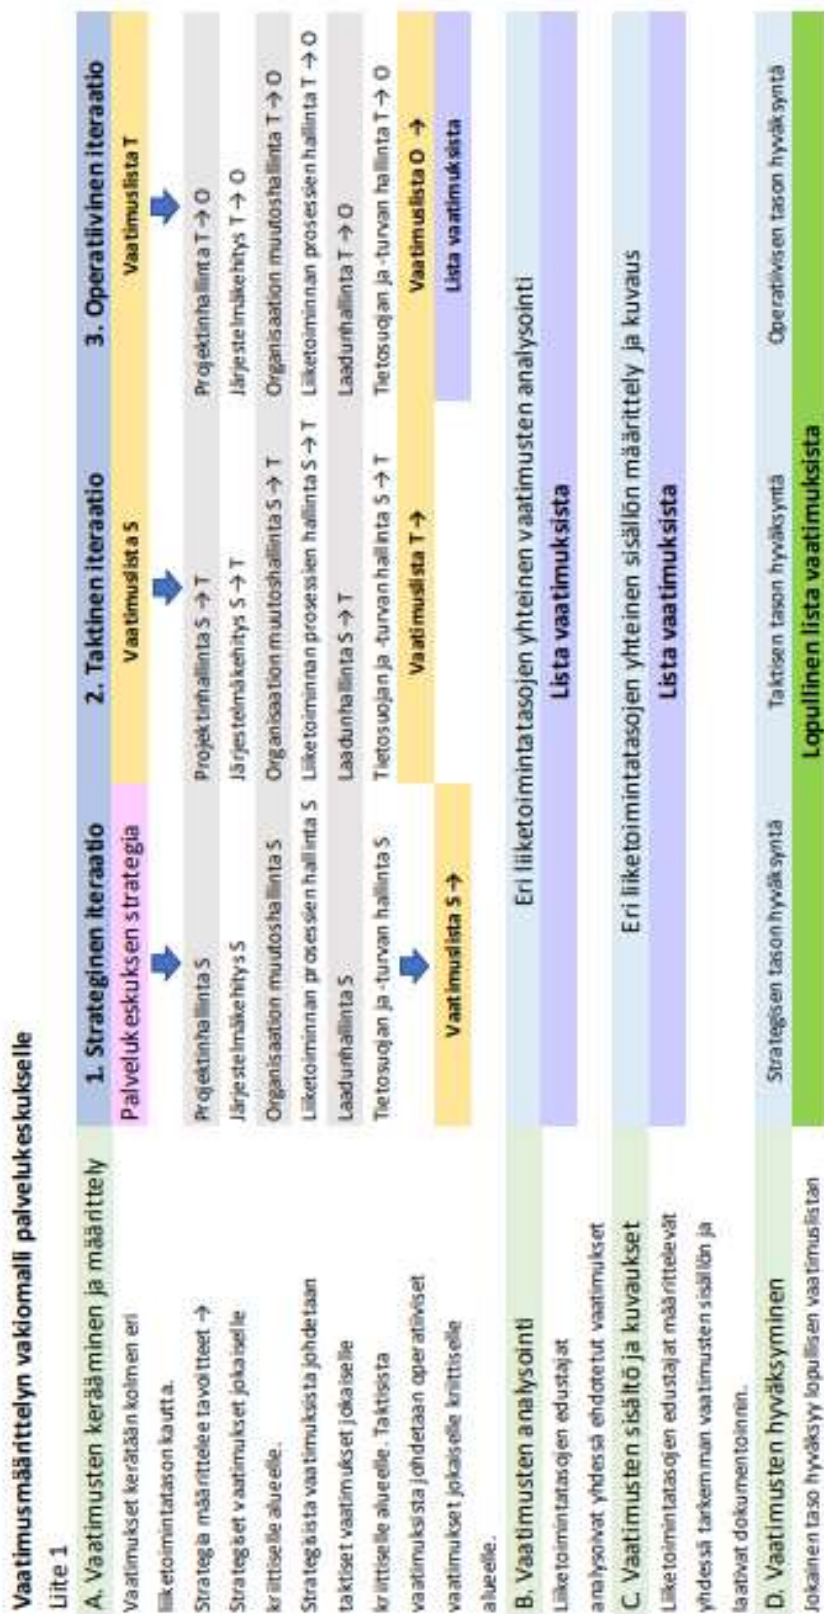 Vaatimusmäärittelyn vakiomalli palvelukeskukselle
Liite 1
A. Vaatimusten kerääminen ja määrittely
1. Strateginen iteraatio
2. Taktinen iteraatio
3. Operatiivinen iteraatio
Vaatimukset kerätään kolmen eri
liiketoimintatason kautta.
Strategia määrittelee tavoitteet →
Strategiset vaatimukset jokaiselle
kriittiselle alueelle.
Strategisista vaatimuksista johdetaan
taktiset vaatimukset jokaiselle
kriittiselle alueelle. Taktisista
vaatimuksista johdetaan operatiiviset
vaatimukset jokaiselle kriittiselle
alueelle.
Palvelukeskuksen strategia
Projektinhallinta S
Järjestelmäkehitys S
Organisaation muutoshallinta S
Liiketoiminnan prosessien hallinta S
Laadunhallinta S
Tietosuojan ja -turvan hallinta S
Vaatimuslista S →
Vaatimuslista S
Projektinhallinta S → T
Järjestelmäkehitys S → T
Organisaation muutoshallinta S → T
Liiketoiminnan prosessien hallinta S → T
Laadunhallinta S → T
Tietosuojan ja -turvan hallinta S → T
Vaatimuslista T →
Vaatimuslista T
Projektinhallinta T → O
Järjestelmäkehitys T → O
Organisaation muutoshallinta T → O
Liiketoiminnan prosessien hallinta T → O
Laadunhallinta T → O
Tietosuojan ja -turvan hallinta T → O
Vaatimuslista O →
Lista vaatimuksista
B. Vaatimusten analysointi
Eri liiketoimintatasojen yhteinen vaatimusten analysointi
Liiketoimintatasojen edustajat
analysoivat yhdessä ehdotetut vaatimukset
Lista vaatimuksista
C. Vaatimusten sisältö ja kuvaukset
Eri liiketoimintatasojen yhteinen sisällön määrittely ja kuvaus
Liiketoimintatasojen edustajat määrittelevät
yhdessä tarkemman vaatimusten sisällön ja
laativat dokumentoinnin.
Lista vaatimuksista
D. Vaatimusten hyväksyminen
Strategisen tason hyväksyntä
Taktisen tason hyväksyntä
Operatiivisen tason hyväksyntä
Jokainen taso hyväksyy lopullisen vaatimuslistan
Lopullinen lista vaatimuksista